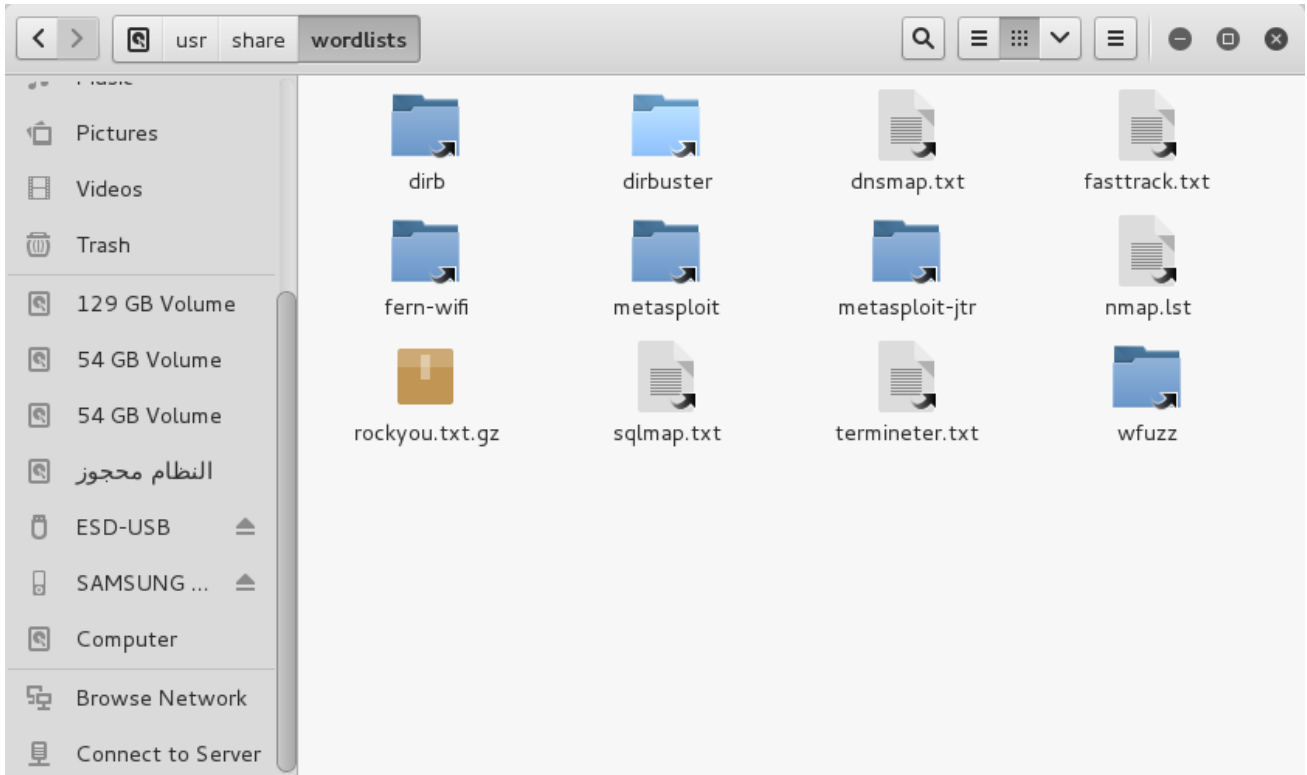 usr share wordlists
Pictures
Videos
Trash
129 GB Volume
54 GB Volume
54 GB Volume
النظام محجوز
ESD-USB
SAMSUNG ...
Computer
Browse Network
Connect to Server
dirb dirbuster dnsmap.txt fasttrack.txt
fern-wifi metasploit metasploit-jtr nmap.lst
rockyou.txt.gz sqlmap.txt termineter.txt wfuzz